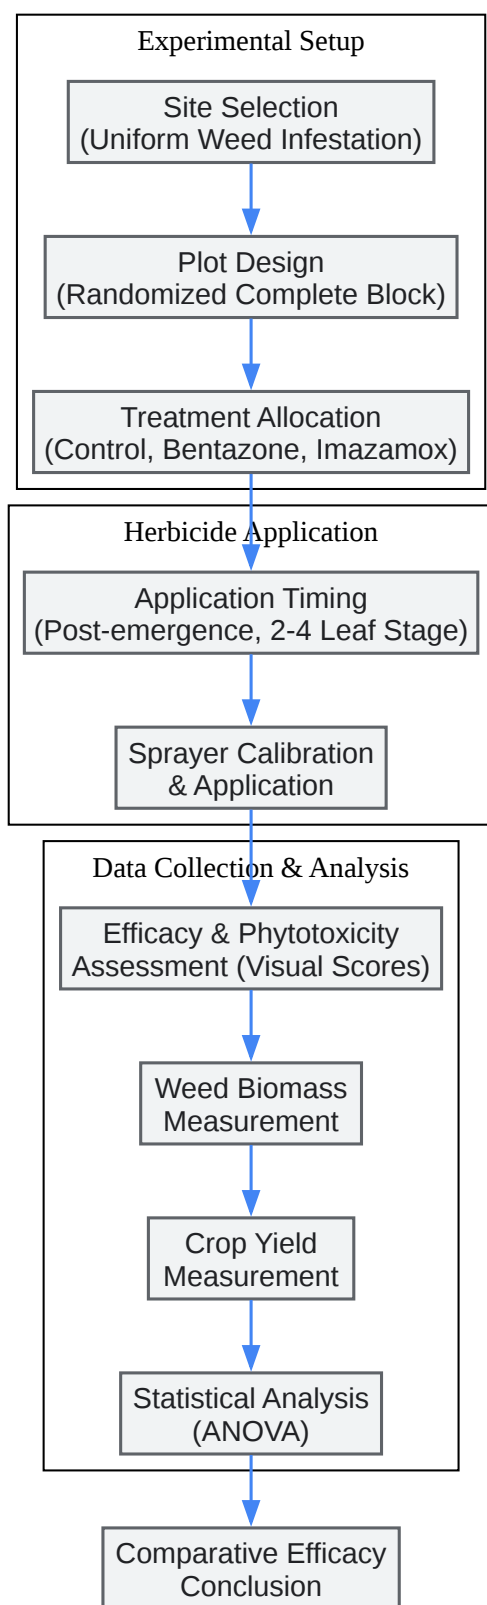 Experimental Setup
Site Selection
(Uniform Weed Infestation)
Plot Design
(Randomized Complete Block)
Treatment Allocation
(Control, Bentazone, Imazamox)
Herbicide Application
Application Timing
(Post-emergence, 2-4 Leaf Stage)
Sprayer Calibration
& Application
Data Collection & Analysis
Efficacy & Phytotoxicity
Assessment (Visual Scores)
Weed Biomass
Measurement
Crop Yield
Measurement
Statistical Analysis
(ANOVA)
Comparative Efficacy
Conclusion